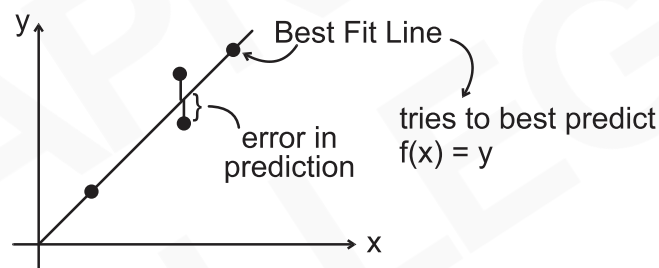 y
Best Fit Line
tries to best predict
f(x) = y
}
error in
prediction
x